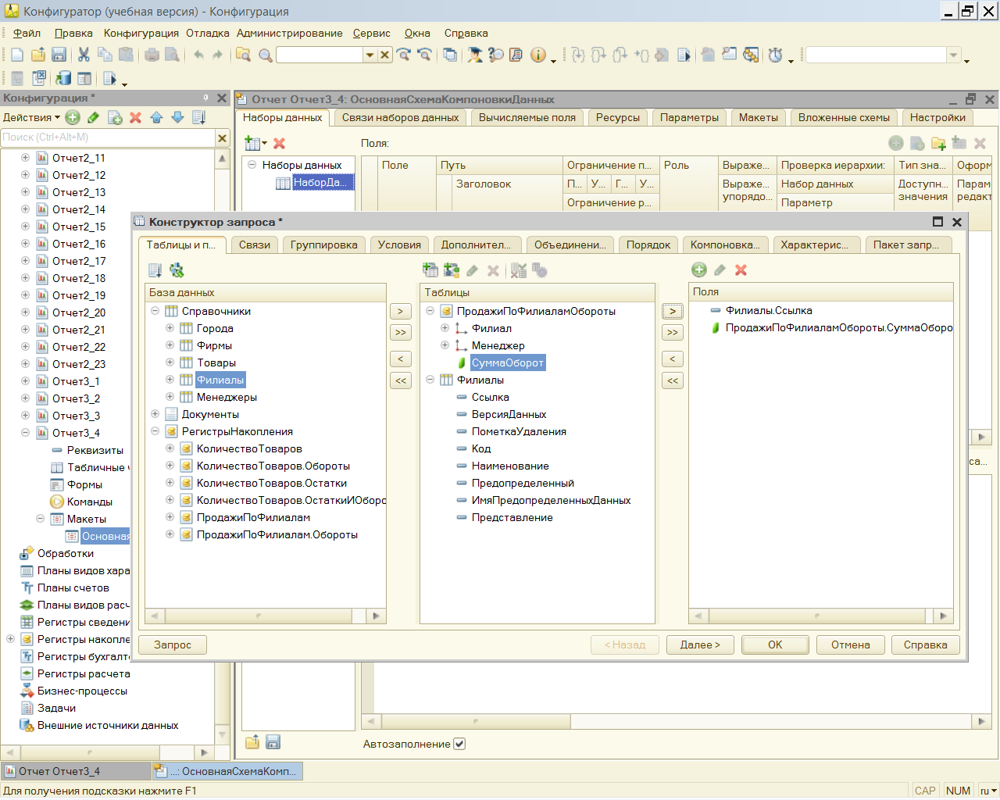 Конфигуратор (учебная версия) - Конфигурация
Файл Правка Конфигурация Отладка Администрирование Сервис Окна Справка
Конфигурация *
Действия
Поиск (Ctrl+Alt+M)
Отчет2_11
Отчет2_12
Отчет2_13
Отчет2_14
Отчет2_15
Отчет2_16
Отчет2_17
Отчет2_18
Отчет2_19
Отчет2_20
Отчет2_21
Отчет2_22
Отчет2_23
Отчет3_1
Отчет3_2
Отчет3_3
Отчет3_4
Реквизиты
Табличные ч
Формы
Команды
Макеты
Основная
Обработки
Планы видов хара
Планы счетов
Планы видов расч
Регистры сведени
Регистры накопле
Регистры бухгалте
Регистры расчета
Бизнес-процессы
Задачи
Внешние источники данных
Отчет Отчет3_4: ОсновнаяСхемаКомпоновкиДанных
Наборы данных Связи наборов данных Вычисляемые поля Ресурсы Параметры Макеты Вложенные схемы Настройки
Поля:
Наборы данных
НаборДа...
Поле Путь Ограничение п... Роль Выраже... Проверка иерархии: Тип зна... Оформ
Заголовок П... У... Г... У... Выраже... упорядо... Набор данных Доступн... значения Парам редакт
Ограничение р... Параметр
са...
Автозаполнение
Конструктор запроса *
Таблицы и п... Связи Группировка Условия Дополнител... Объединени... Порядок Компоновка... Характерис... Пакет запр...
База данных
Справочники
Города
Фирмы
Товары
Филиалы
Менеджеры
Документы
РегистрыНакопления
КоличествоТоваров
КоличествоТоваров.Обороты
КоличествоТоваров.Остатки
КоличествоТоваров.ОстаткиИОборо
ПродажиПоФилиалам
ПродажиПоФилиалам.Обороты
>
>>
<
<<
Таблицы
ПродажиПоФилиаламОбороты
Филиал
Менеджер
СуммаОборот
Филиалы
Ссылка
ВерсияДанных
ПометкаУдаления
Код
Наименование
Предопределенный
ИмяПредопределенныхДанных
Представление
>
>>
<
<<
Поля
Филиалы.Ссылка
ПродажиПоФилиаламОбороты.СуммаОборо
Запрос < Назад Далее > OK Отмена Справка
Отчет Отчет3_4 ...: ОсновнаяСхемаКомп...
Для получения подсказки нажмите F1 CAP NUM ru